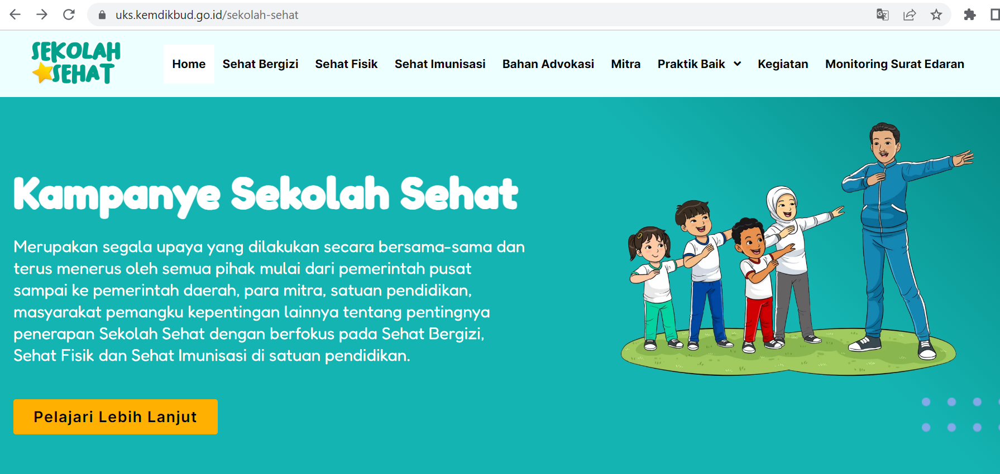 uks.kemdikbud.go.id/sekolah-sehat
SEKOLAH
SEHAT
Home Sehat Bergizi Sehat Fisik Sehat Imunisasi Bahan Advokasi Mitra Praktik Baik Kegiatan Monitoring Surat Edaran
Kampanye Sekolah Sehat
Merupakan segala upaya yang dilakukan secara bersama-sama dan
terus menerus oleh semua pihak mulai dari pemerintah pusat
sampai ke pemerintah daerah, para mitra, satuan pendidikan,
masyarakat pemangku kepentingan lainnya tentang pentingnya
penerapan Sekolah Sehat dengan berfokus pada Sehat Bergizi,
Sehat Fisik dan Sehat Imunisasi di satuan pendidikan.
Pelajari Lebih Lanjut